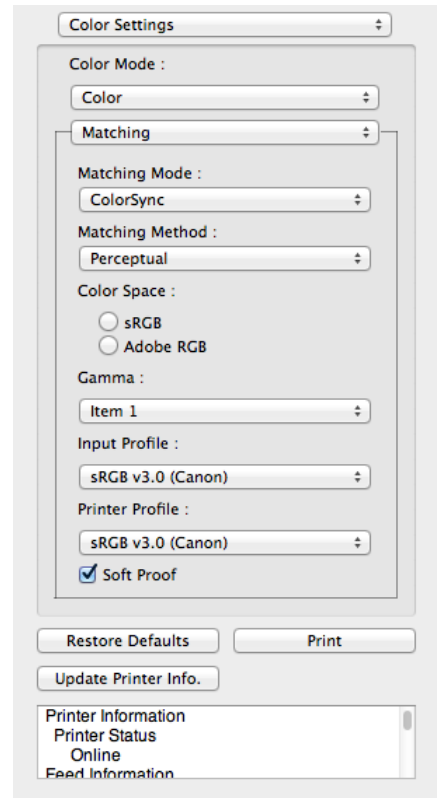 Color Settings
Color Mode :
Color
Matching
Matching Mode :
ColorSync
Matching Method :
Perceptual
Color Space :
sRGB
Adobe RGB
Gamma :
Item 1
Input Profile :
sRGB v3.0 (Canon)
Printer Profile :
sRGB v3.0 (Canon)
Soft Proof
Restore Defaults Print
Update Printer Info.
Printer Information
Printer Status
Online
Feed Information